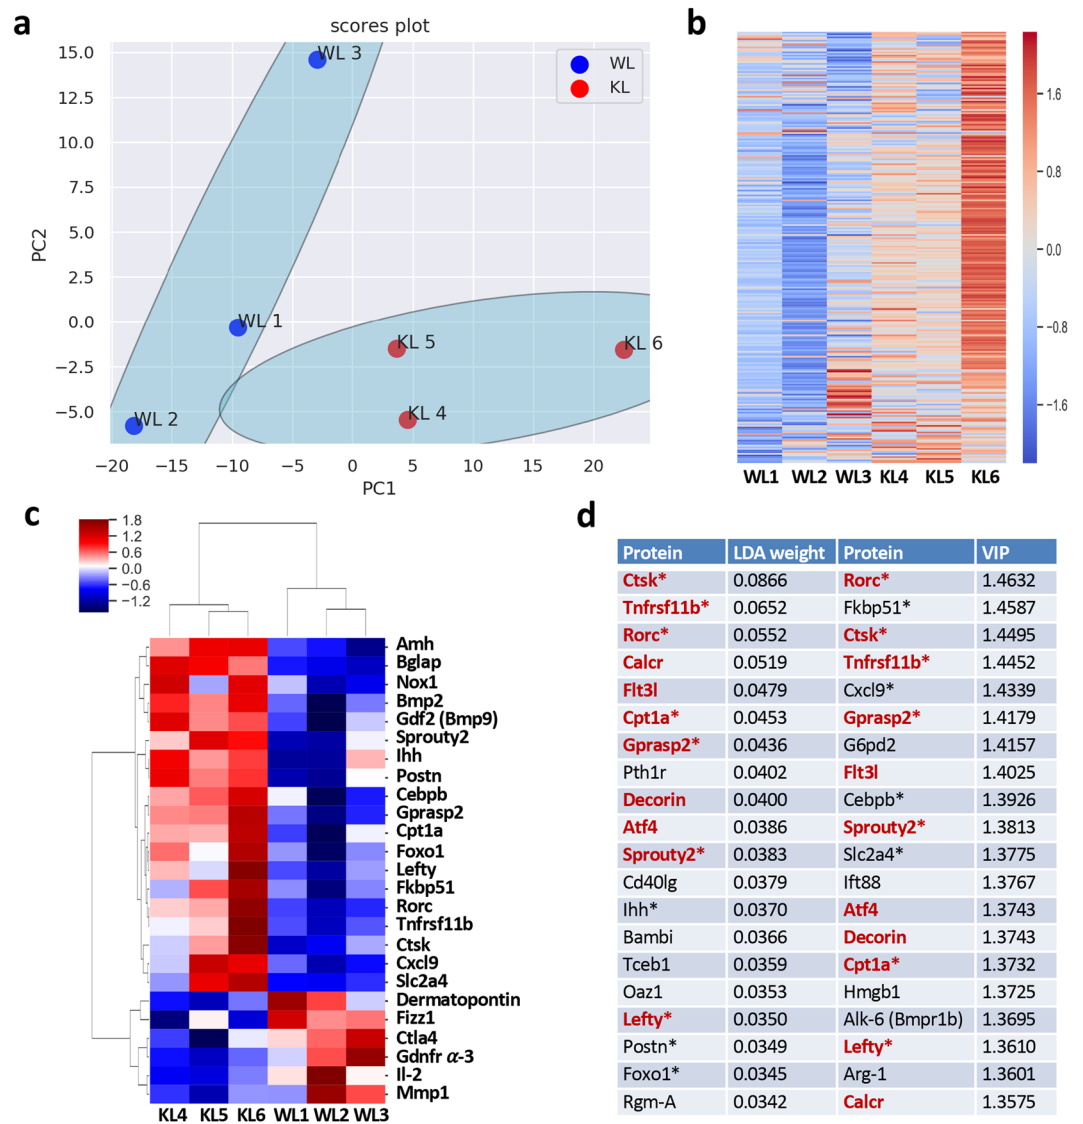 a
scores plot
WL
KL
WL 3
WL 1
WL 2
KL 5
KL 6
KL 4
15.0
12.5
10.0
7.5
5.0
2.5
0.0
−2.5
−5.0
PC2
−20 −15 −10 −5 0 5 10 15 20
PC1
b
1.6
0.8
0.0
−0.8
−1.6
WL1 WL2 WL3 KL4 KL5 KL6
c
1.8
1.2
0.6
0.0
−0.6
−1.2
Amh
Bglap
Nox1
Bmp2
Gdf2 (Bmp9)
Sprouty2
Ihh
Postn
Cebpb
Gprasp2
Cpt1a
Foxo1
Lefty
Fkbp51
Rorc
Tnfrsf11b
Ctsk
Cxcl9
Slc2a4
Dermatopontin
Fizz1
Ctla4
Gdnfr α-3
Il-2
Mmp1
KL4 KL5 KL6 WL1 WL2 WL3
d
Protein LDA weight Protein VIP
Ctsk* 0.0866 Rorc* 1.4632
Tnfrsf11b* 0.0652 Fkbp51* 1.4587
Rorc* 0.0552 Ctsk* 1.4495
Calcr 0.0519 Tnfrsf11b* 1.4452
Flt3l 0.0479 Cxcl9* 1.4339
Cpt1a* 0.0453 Gprasp2* 1.4179
Gprasp2* 0.0436 G6pd2 1.4157
Pth1r 0.0402 Flt3l 1.4025
Decorin 0.0400 Cebpb* 1.3926
Atf4 0.0386 Sprouty2* 1.3813
Sprouty2* 0.0383 Slc2a4* 1.3775
Cd40lg 0.0379 Ift88 1.3767
Ihh* 0.0370 Atf4 1.3743
Bambi 0.0366 Decorin 1.3743
Tceb1 0.0359 Cpt1a* 1.3732
Oaz1 0.0353 Hmgb1 1.3725
Lefty* 0.0350 Alk-6 (Bmpr1b) 1.3695
Postn* 0.0349 Lefty* 1.3610
Foxo1* 0.0345 Arg-1 1.3601
Rgm-A 0.0342 Calcr 1.3575